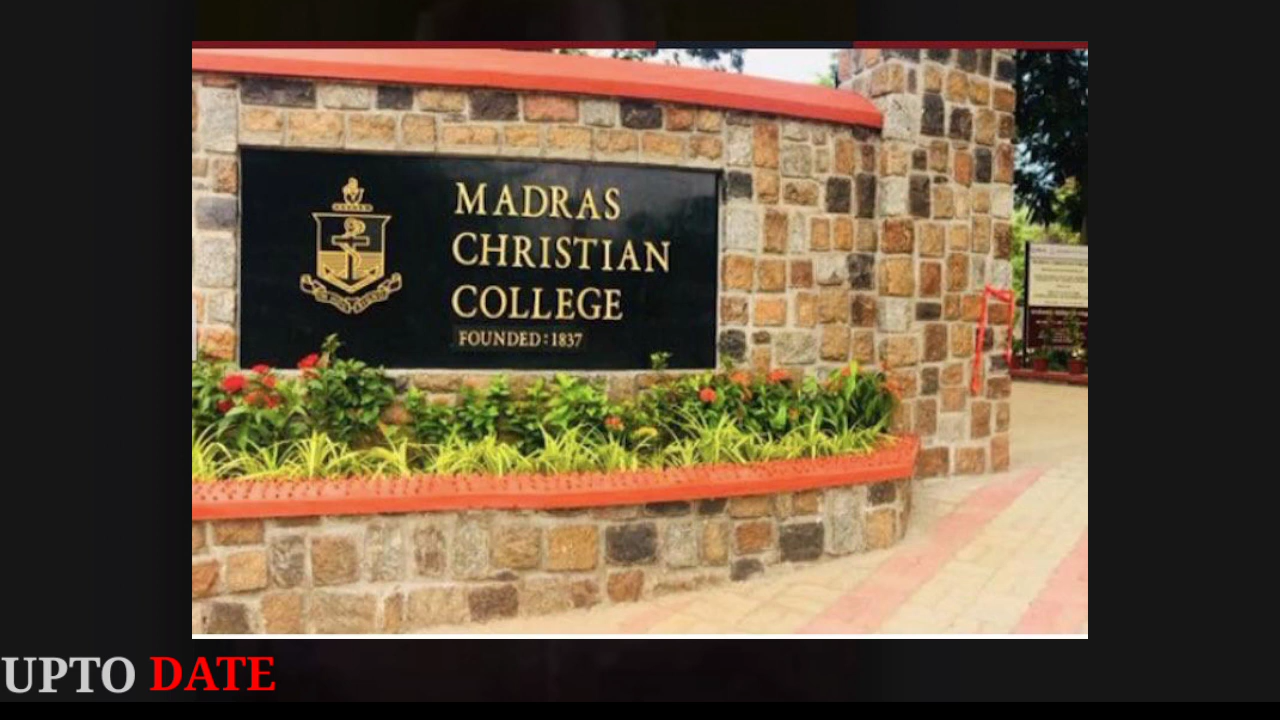 MADRAS
CHRISTIAN
COLLEGE
FOUNDED:1837
UPTO DATE